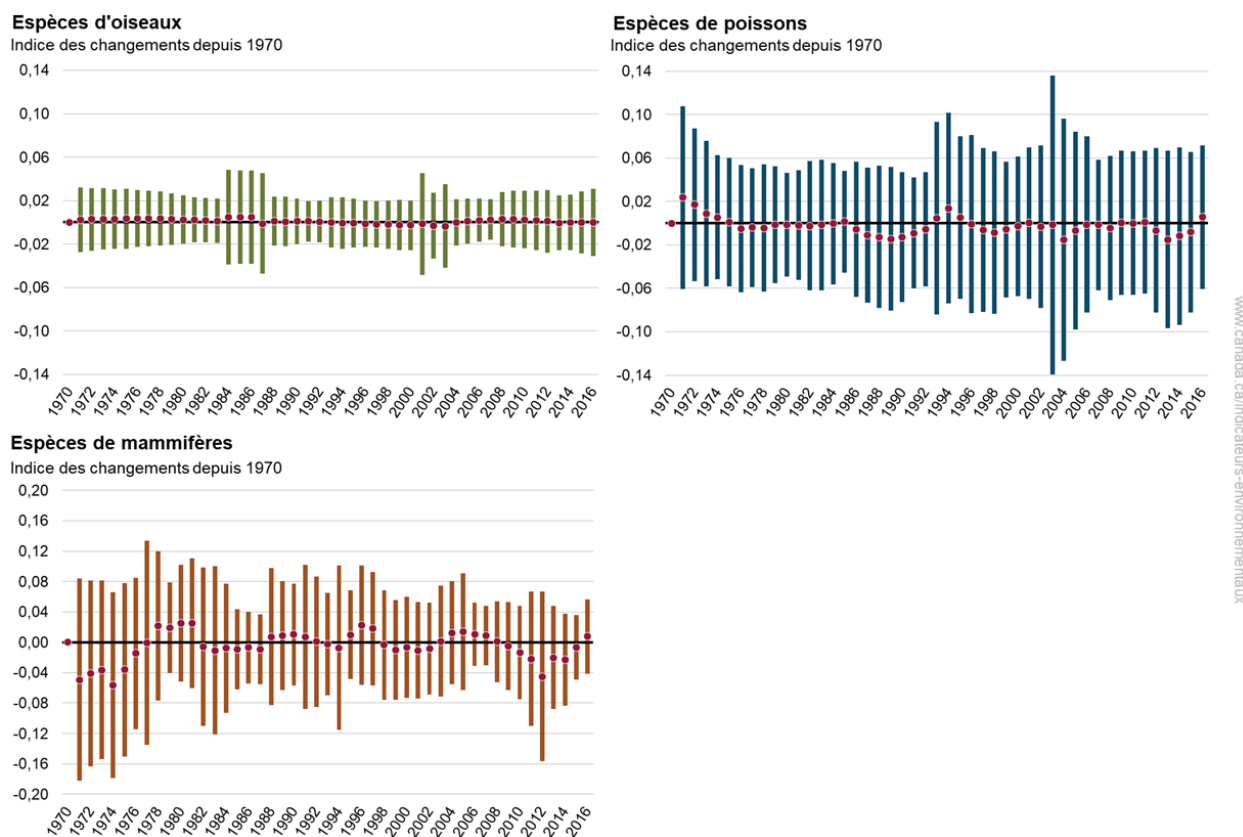 Espèces d'oiseaux
Indice des changements depuis 1970
0,14
0,10
0,06
0,02
-0,02
-0,06
-0,10
-0,14
1970 1972 1974 1976 1978 1980 1982 1984 1986 1988 1990 1992 1994 1996 1998 2000 2002 2004 2006 2008 2010 2012 2014 2016
Espèces de poissons
Indice des changements depuis 1970
0,14
0,10
0,06
0,02
-0,02
-0,06
-0,10
-0,14
1970 1972 1974 1976 1978 1980 1982 1984 1986 1988 1990 1992 1994 1996 1998 2000 2002 2004 2006 2008 2010 2012 2014 2016
Espèces de mammifères
Indice des changements depuis 1970
0,20
0,16
0,12
0,08
0,04
0,00
-0,04
-0,08
-0,12
-0,16
-0,20
1970 1972 1974 1976 1978 1980 1982 1984 1986 1988 1990 1992 1994 1996 1998 2000 2002 2004 2006 2008 2010 2012 2014 2016
www.canada.ca/indicateurs-environnementaux